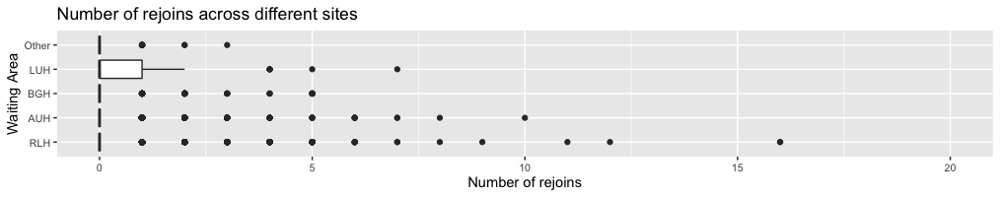 Number of rejoins across different sites
Waiting Area
Other
LUH
BGH
AUH
RLH
0 5 10 15 20
Number of rejoins